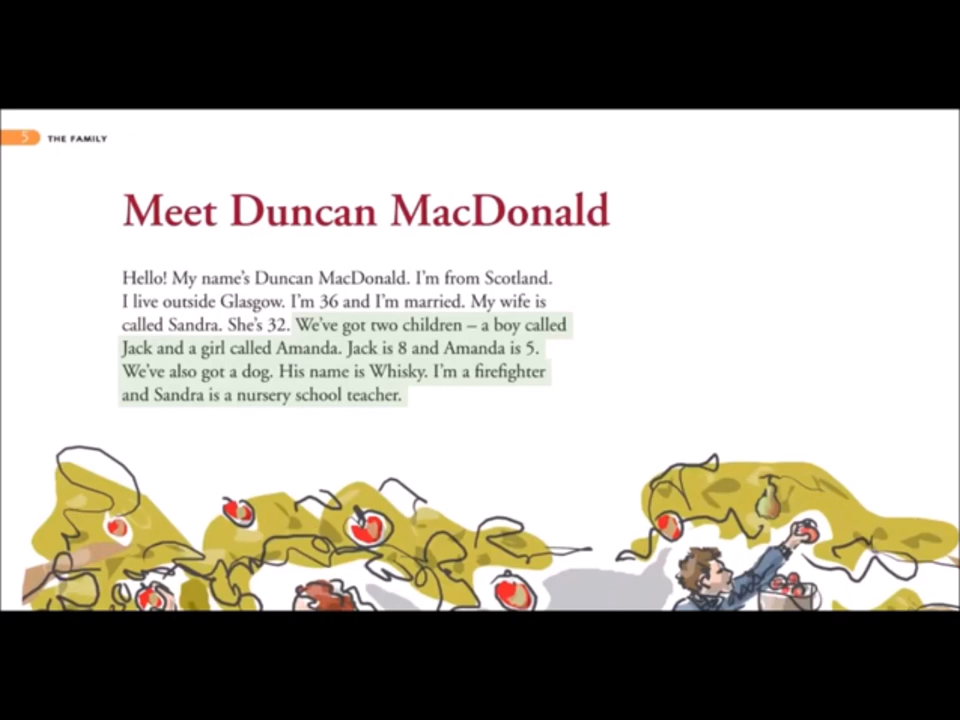 5 THE FAMILY
Meet Duncan MacDonald
Hello! My name's Duncan MacDonald. I'm from Scotland.
I live outside Glasgow. I'm 36 and I'm married. My wife is
called Sandra. She's 32. We've got two children – a boy called
Jack and a girl called Amanda. Jack is 8 and Amanda is 5.
We've also got a dog. His name is Whisky. I'm a firefighter
and Sandra is a nursery school teacher.